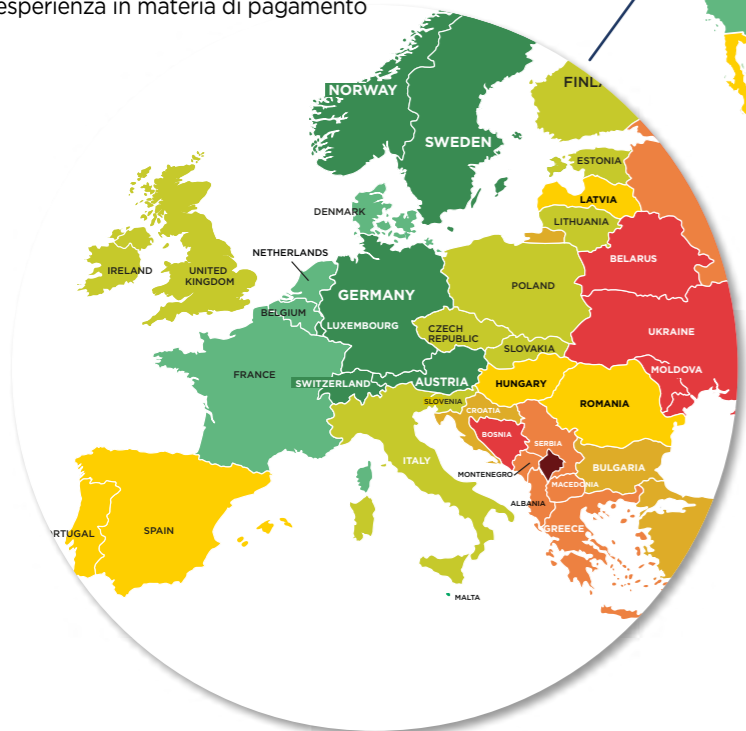 esperienza in materia di pagamento
NORWAY
FINL
SWEDEN
ESTONIA
LATVIA
DENMARK
LITHUANIA
NETHERLANDS
BELARUS
IRELAND
UNITED
KINGDOM
POLAND
GERMANY
BELGIUM
LUXEMBOURG
CZECH
REPUBLIC
UKRAINE
SLOVAKIA
MOLDOVA
FRANCE
SWITZERLAND
AUSTRIA
HUNGARY
SLOVENIA
ROMANIA
CROATIA
BOSNIA
SERBIA
ITALY
BULGARIA
MONTENEGRO
MACEDONIA
ALBANIA
GREECE
RTUGAL
SPAIN
MALTA